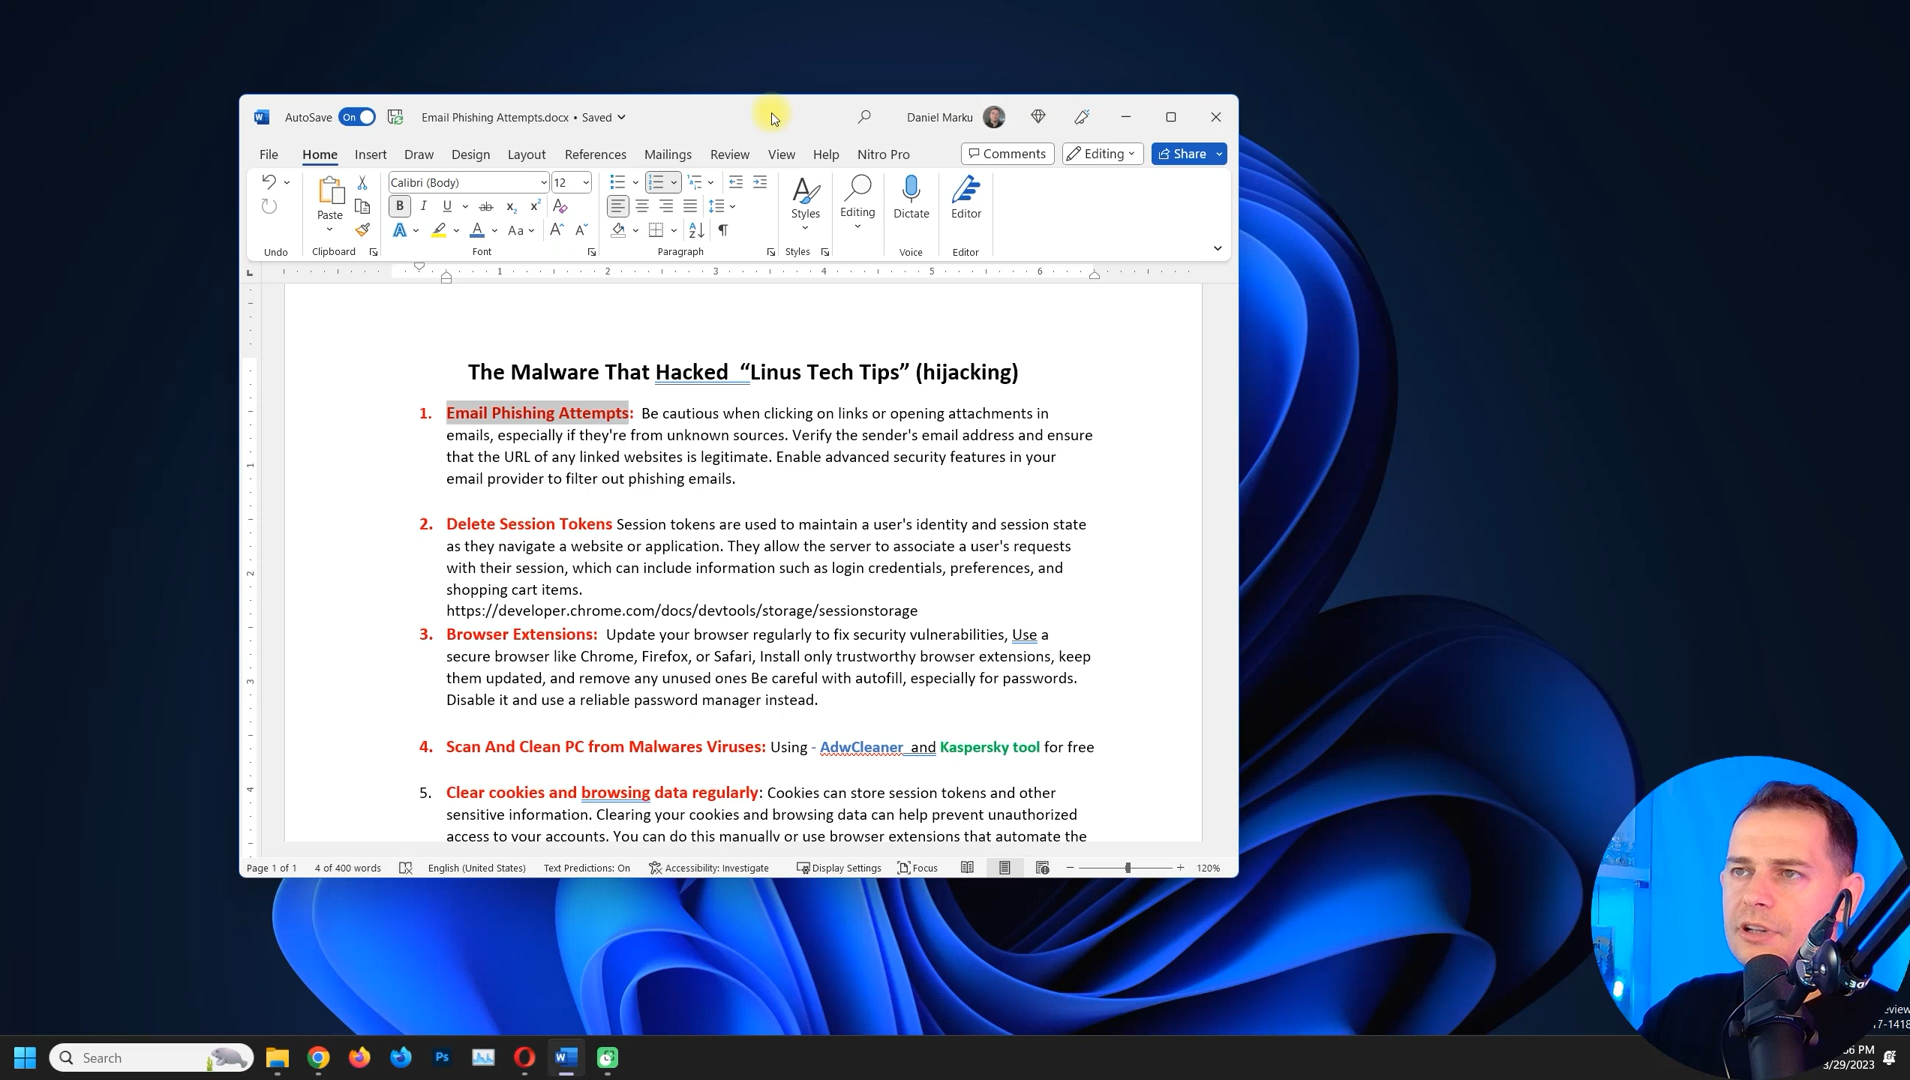 AutoSave On Email Phishing Attempts.docx • Saved Daniel Marku
File Home Insert Draw Design Layout References Mailings Review View Help Nitro Pro Comments Editing Share
Calibri (Body) 12
Paste Styles Editing Dictate Editor
Undo Clipboard Font Paragraph Styles Voice Editor
1 2 3 4 5 6
The Malware That Hacked “Linus Tech Tips” (hijacking)
1. Email Phishing Attempts: Be cautious when clicking on links or opening attachments in
emails, especially if they're from unknown sources. Verify the sender's email address and ensure
that the URL of any linked websites is legitimate. Enable advanced security features in your
email provider to filter out phishing emails.
2. Delete Session Tokens Session tokens are used to maintain a user's identity and session state
as they navigate a website or application. They allow the server to associate a user's requests
with their session, which can include information such as login credentials, preferences, and
shopping cart items.
https://developer.chrome.com/docs/devtools/storage/sessionstorage
3. Browser Extensions: Update your browser regularly to fix security vulnerabilities, Use a
secure browser like Chrome, Firefox, or Safari, Install only trustworthy browser extensions, keep
them updated, and remove any unused ones Be careful with autofill, especially for passwords.
Disable it and use a reliable password manager instead.
4. Scan And Clean PC from Malwares Viruses: Using - AdwCleaner and Kaspersky tool for free
5. Clear cookies and browsing data regularly: Cookies can store session tokens and other
sensitive information. Clearing your cookies and browsing data can help prevent unauthorized
access to your accounts. You can do this manually or use browser extensions that automate the
Page 1 of 1 4 of 400 words English (United States) Text Predictions: On Accessibility: Investigate Display Settings Focus 120%
Search